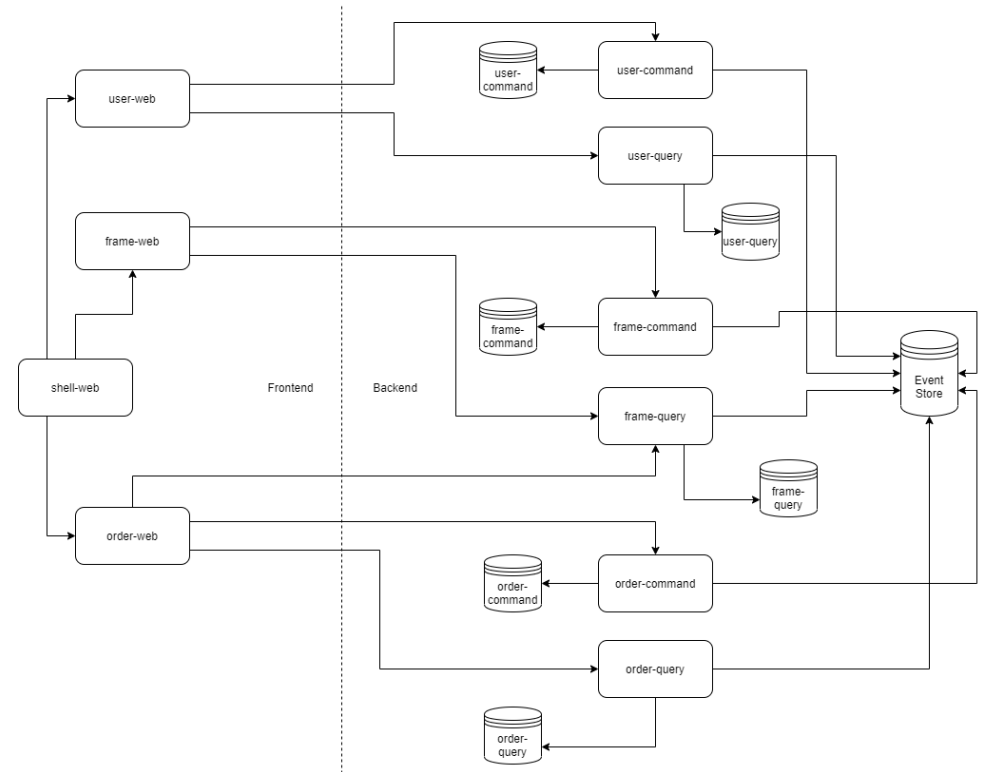 user-web
user-
command
user-command
user-query
user-query
frame-web
frame-
command
frame-command
Event
Store
shell-web
Frontend
Backend
frame-query
frame-
query
order-web
order-
command
order-command
order-query
order-
query